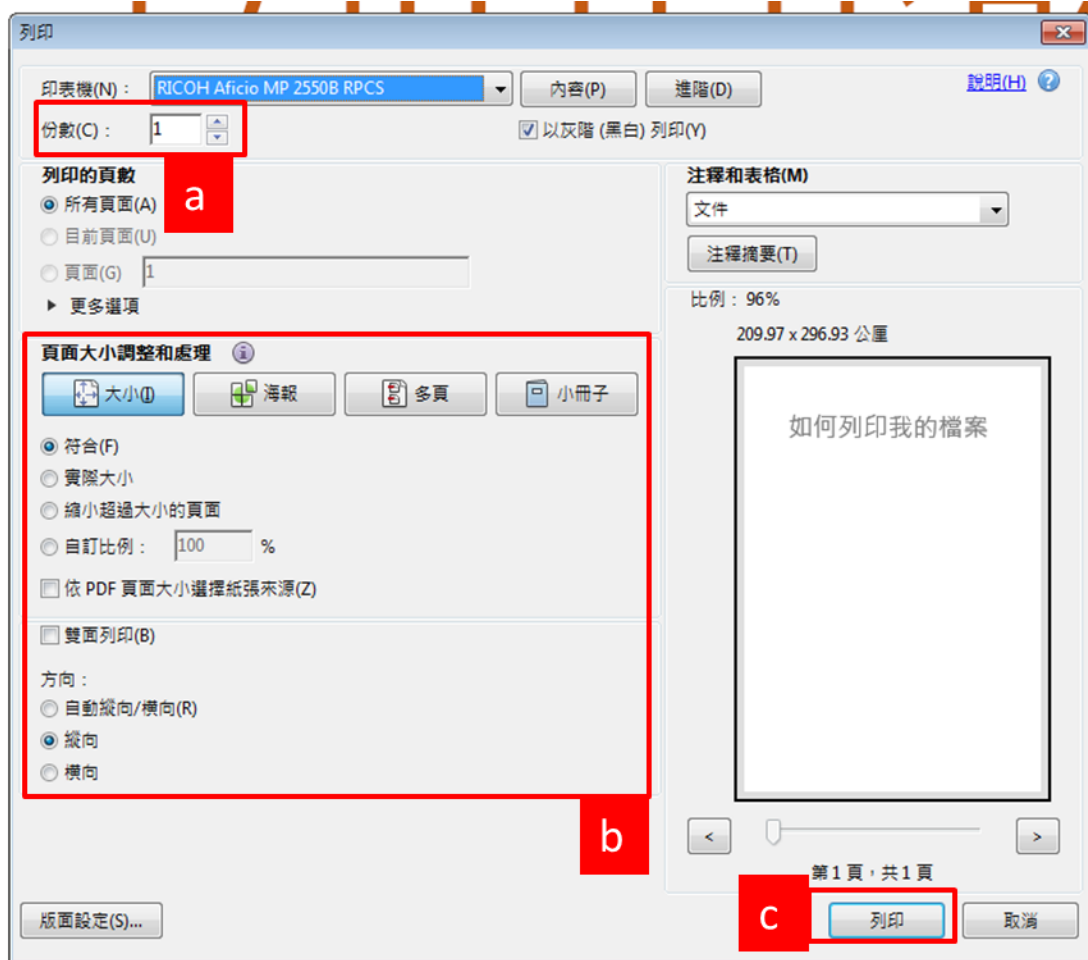 列印
印表機(N)： RICOH Aficio MP 2550B RPCS 內容(P) 進階(D) 說明(H)
份數(C)： 1 以灰階 (黑白) 列印(Y)
a
列印的頁數
所有頁面(A)
目前頁面(U)
頁面(G) 1
更多選項
注釋和表格(M)
文件
注釋摘要(T)
比例： 96%
209.97 x 296.93 公厘
如何列印我的檔案
頁面大小調整和處理
大小(I) 海報 多頁 小冊子
符合(F)
實際大小
縮小超過大小的頁面
自訂比例： 100 %
依 PDF 頁面大小選擇紙張來源(Z)
雙面列印(B)
方向：
自動縱向/橫向(R)
縱向
橫向
b
< >
第 1 頁，共 1 頁
版面設定(S)... c 列印 取消